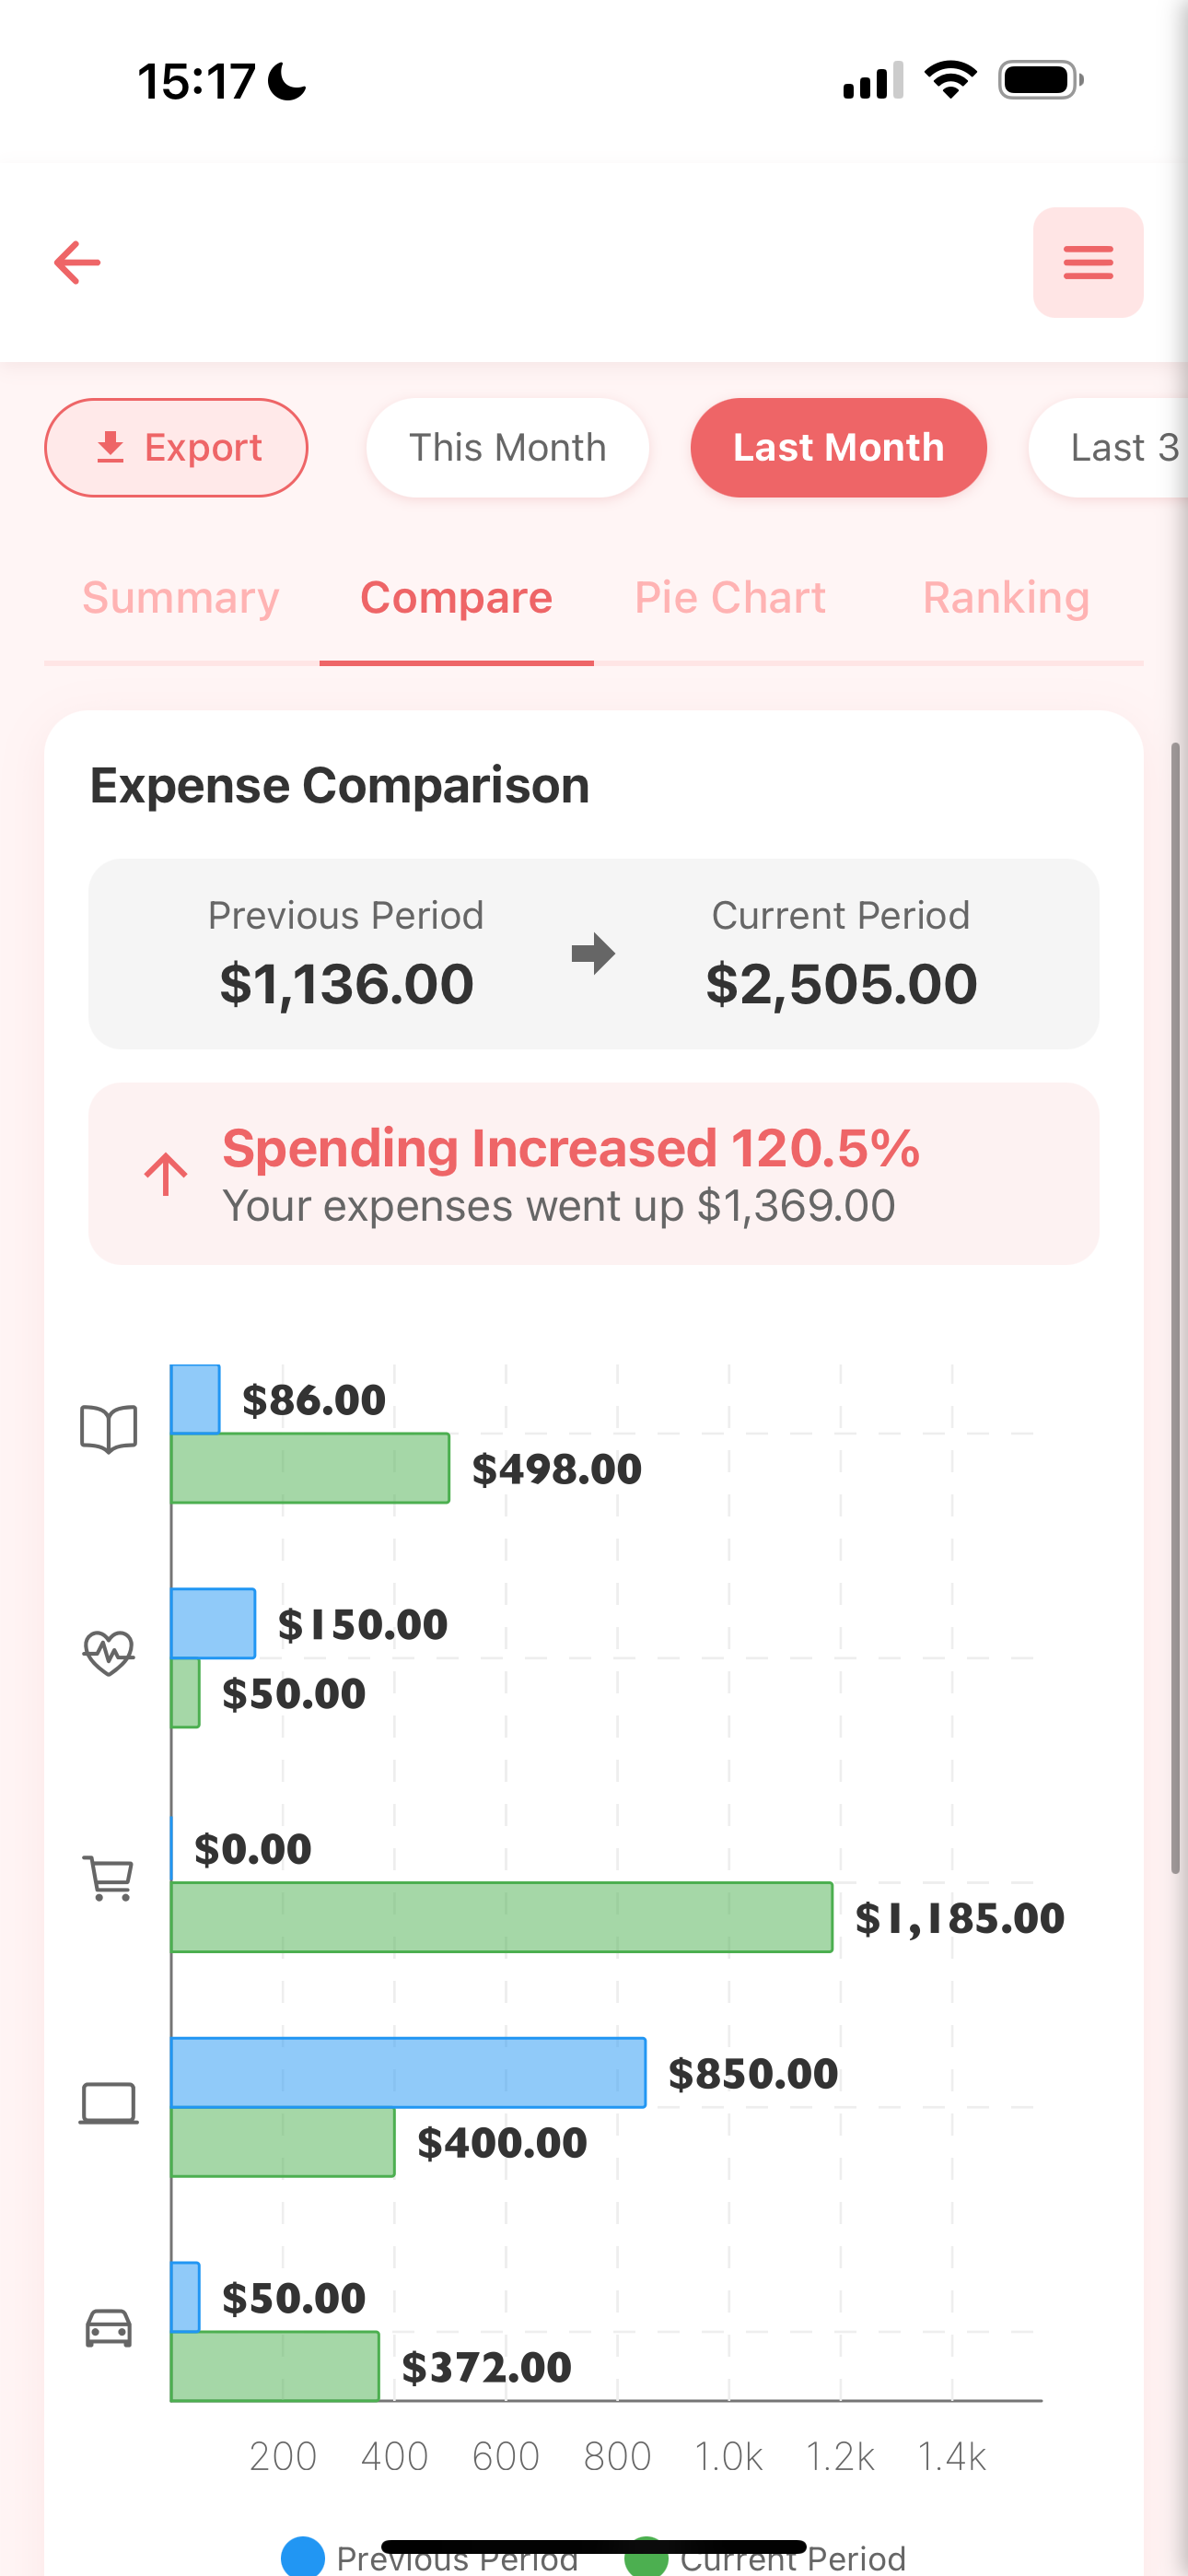 15:17
Export
This Month
Last Month
Last 3
Summary
Compare
Pie Chart
Ranking
Expense Comparison
Previous Period
Current Period
$1,136.00
$2,505.00
Spending Increased 120.5%
Your expenses went up $1,369.00
$86.00
$498.00
$150.00
$50.00
$0.00
$1,185.00
$850.00
$400.00
$50.00
$372.00
200 400 600 800 1.0k 1.2k 1.4k
Previous Period
Current Period